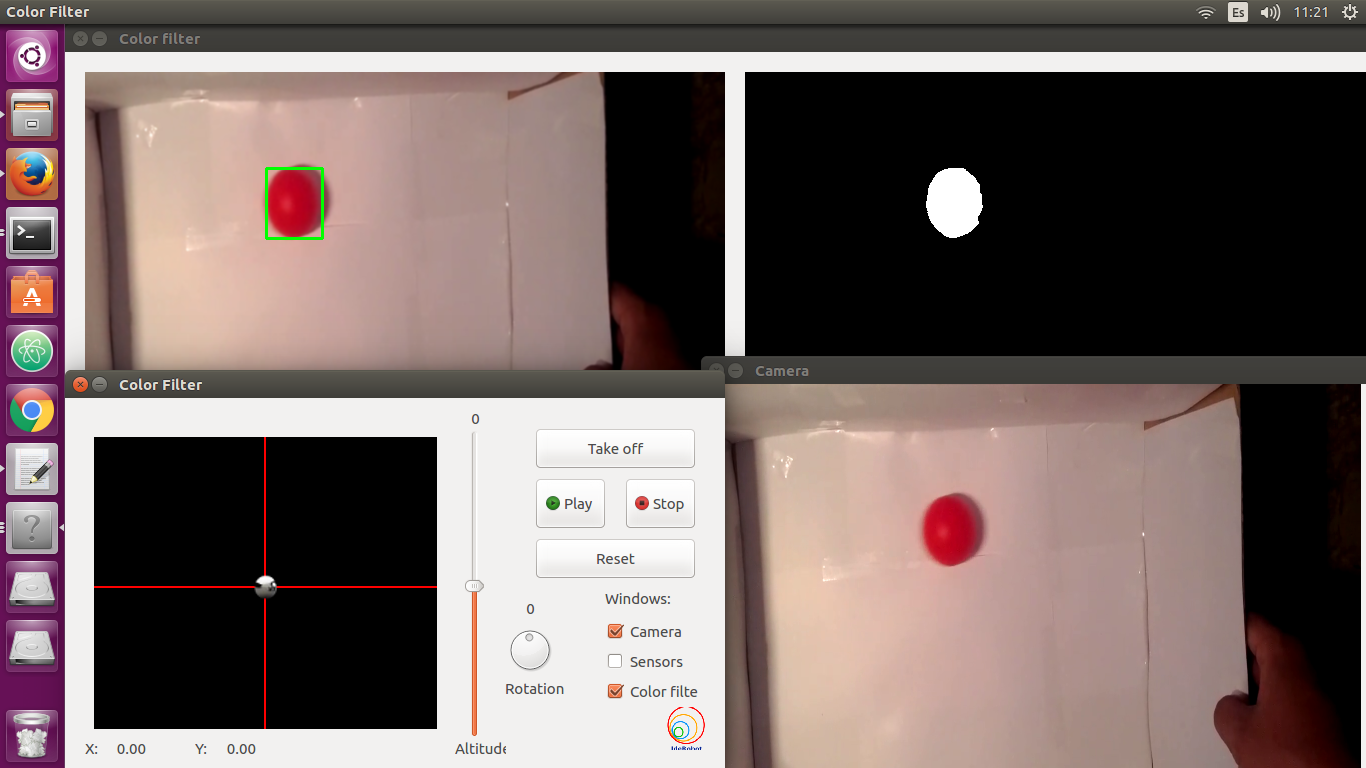 Color Filter
Es
11:21
Color filter
Camera
Color Filter
0
Take off
Play
Stop
Reset
0
Windows:
Camera
Sensors
Color filte
Rotation
X: 0.00 Y: 0.00
Altitude
JdeRobot